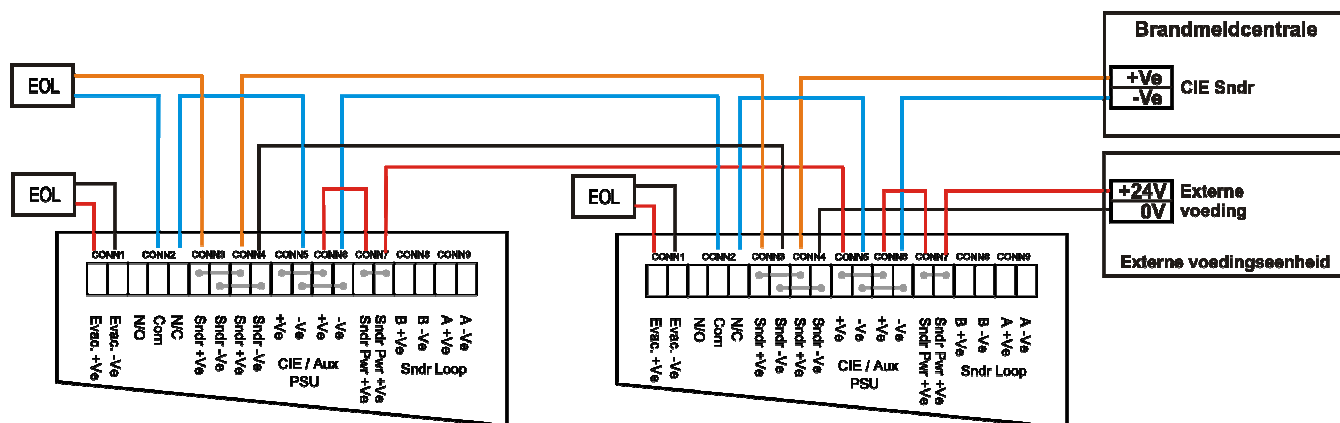 Brandmeldcentrale
+Ve
-Ve
CIE Sndr
EOL
EOL
EOL
+24V
0V
Externe
voeding
Externe voedingseenheid
CONN1 CONN2 CONN3 CONN4 CONN5 CONN6 CONN7 CONN8 CONN9
Evac. +Ve
Evac. -Ve
N/O
Com
N/C
Sndr +Ve
Sndr -Ve
Sndr +Ve
Sndr -Ve
+Ve
-Ve
+Ve
-Ve
Sndr Pwr +Ve
Sndr Pwr +Ve
B +Ve
B -Ve
A +Ve
A -Ve
CIE / Aux
PSU
Sndr Loop
CONN1 CONN2 CONN3 CONN4 CONN5 CONN6 CONN7 CONN8 CONN9
Evac. +Ve
Evac. -Ve
N/O
Com
N/C
Sndr +Ve
Sndr -Ve
Sndr +Ve
Sndr -Ve
+Ve
-Ve
+Ve
-Ve
Sndr Pwr +Ve
Sndr Pwr +Ve
B +Ve
B -Ve
A +Ve
A -Ve
CIE / Aux
PSU
Sndr Loop